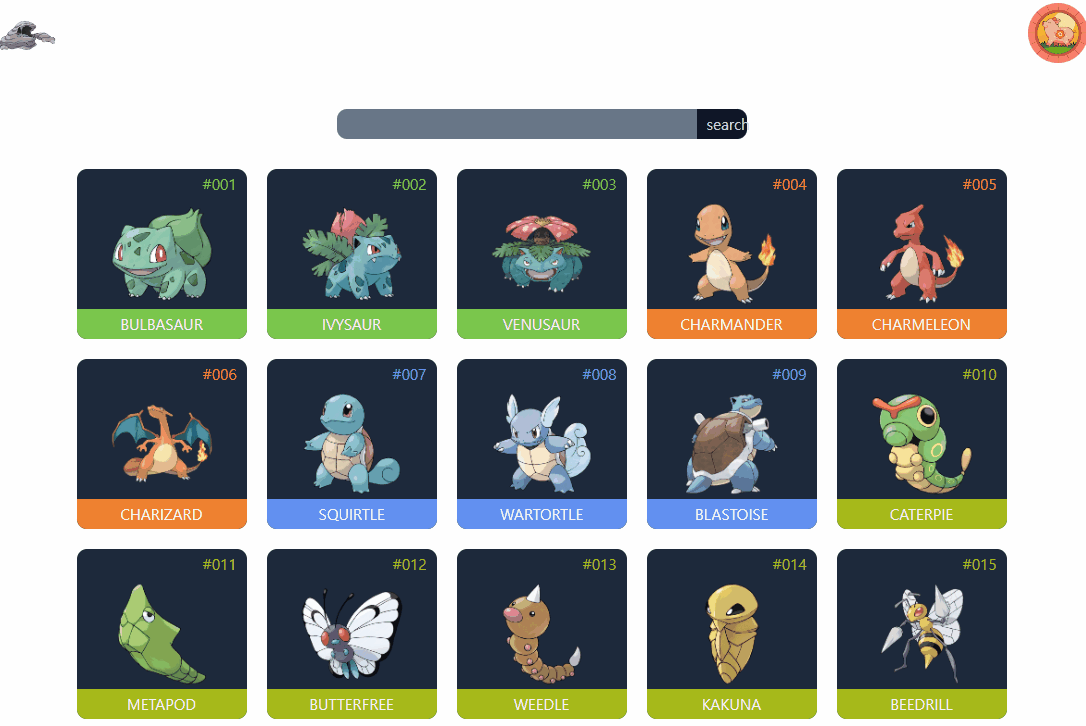 search
#001 #002 #003 #004 #005
BULBASAUR IVYSAUR VENUSAUR CHARMANDER CHARMELEON
#006 #007 #008 #009 #010
CHARIZARD SQUIRTLE WARTORTLE BLASTOISE CATERPIE
#011 #012 #013 #014 #015
METAPOD BUTTERFREE WEEDLE KAKUNA BEEDRILL